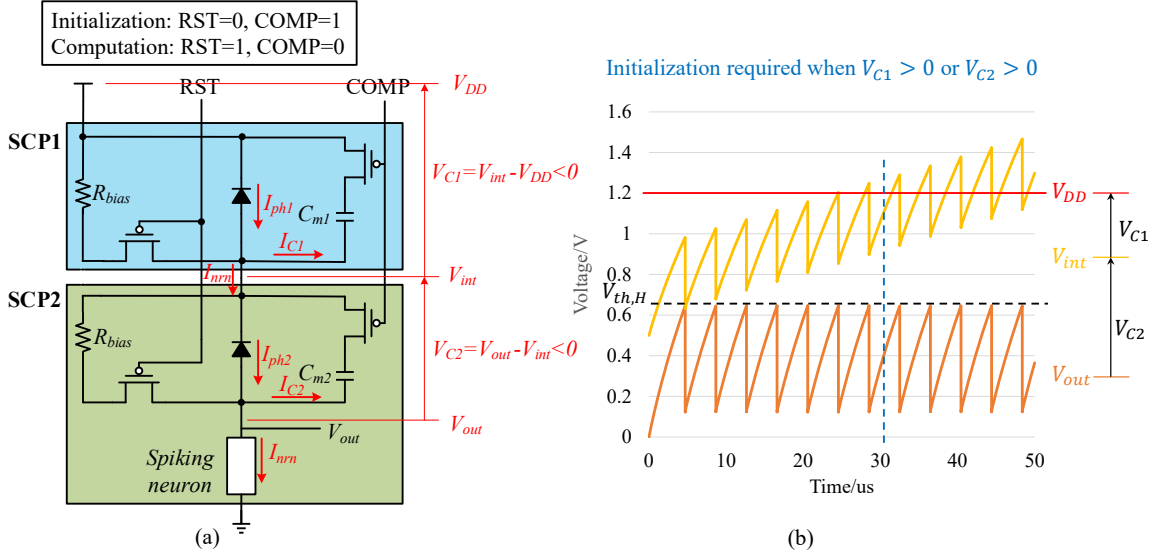 Initialization: RST=0, COMP=1
Computation: RST=1, COMP=0
RST
COMP
V_DD
SCP1
R_bias
I_ph1
C_m1
V_C1=V_int-V_DD<0
I_C1
I_nrn
V_int
SCP2
R_bias
I_ph2
C_m2
V_C2=V_out-V_int<0
I_C2
V_out
V_out
I_nrn
Spiking
neuron
(a)
Initialization required when V_C1 > 0 or V_C2 > 0
Voltage/V
1.6
1.4
1.2
1
0.8
0.6
0.4
0.2
0
V_th,H
V_DD
V_C1
V_int
V_C2
V_out
0
10
20
30
40
50
Time/us
(b)